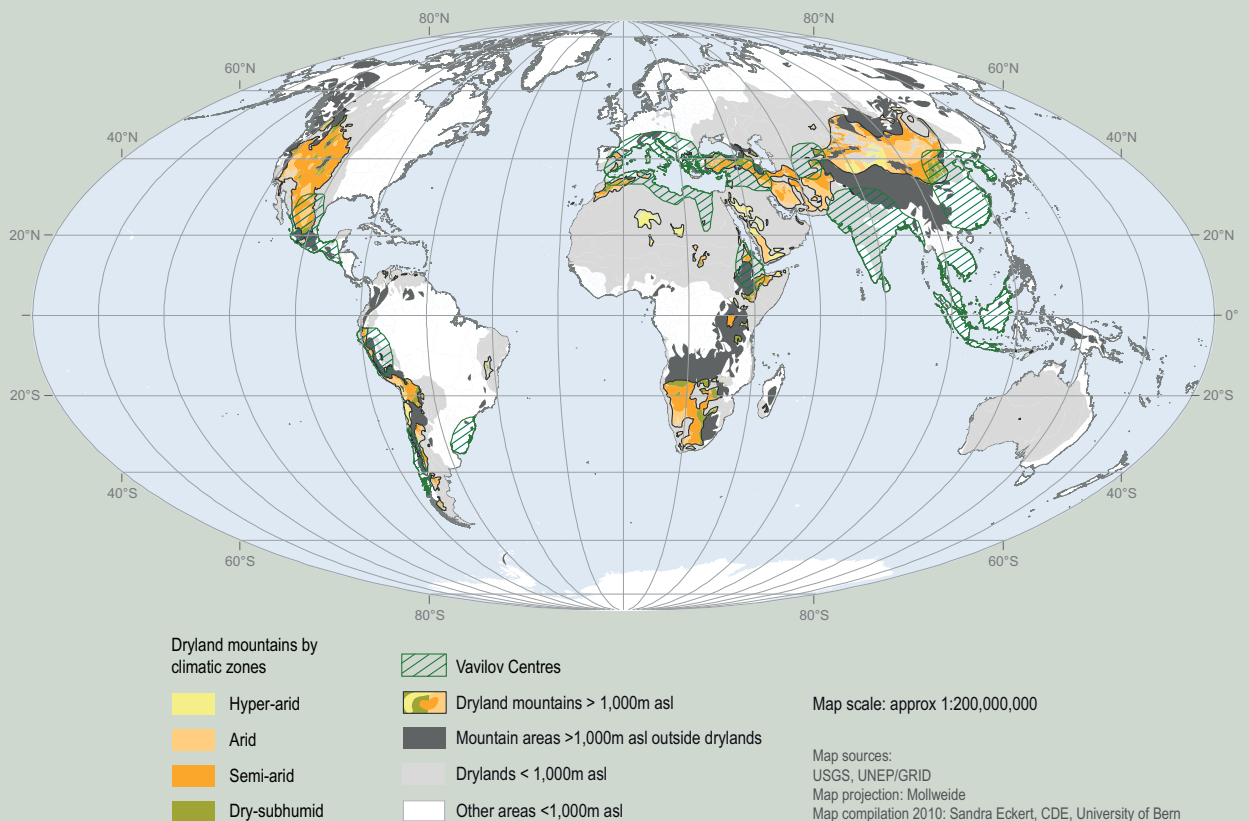 80°N 80°N
60°N 60°N
40°N 40°N
20°N 20°N
0°
20°S 20°S
40°S 40°S
60°S 60°S
80°S 80°S
Dryland mountains by
climatic zones
Hyper-arid
Arid
Semi-arid
Dry-subhumid
Vavilov Centres
Dryland mountains > 1,000m asl
Mountain areas >1,000m asl outside drylands
Drylands < 1,000m asl
Other areas <1,000m asl
Map scale: approx 1:200,000,000
Map sources:
USGS, UNEP/GRID
Map projection: Mollweide
Map compilation 2010: Sandra Eckert, CDE, University of Bern